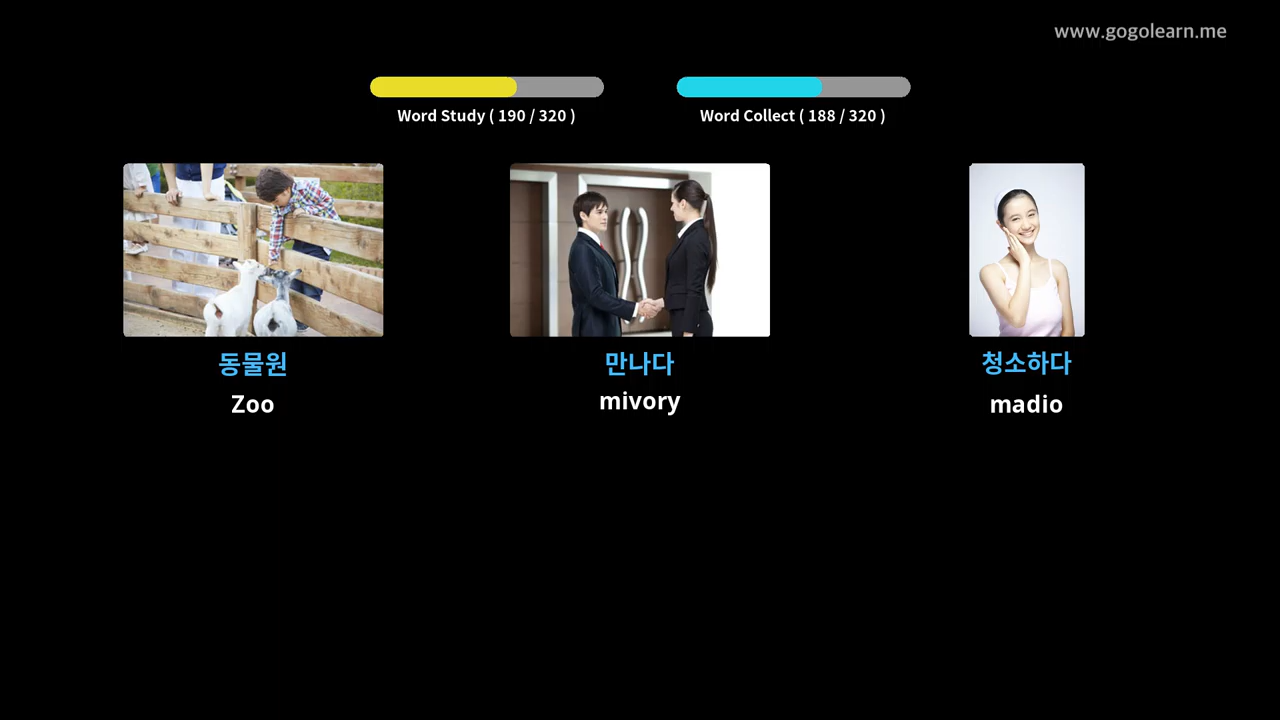 www.gogolearn.me
Word Study ( 190 / 320 )
Word Collect ( 188 / 320 )
동물원
만나다
청소하다
Zoo
mivory
madio